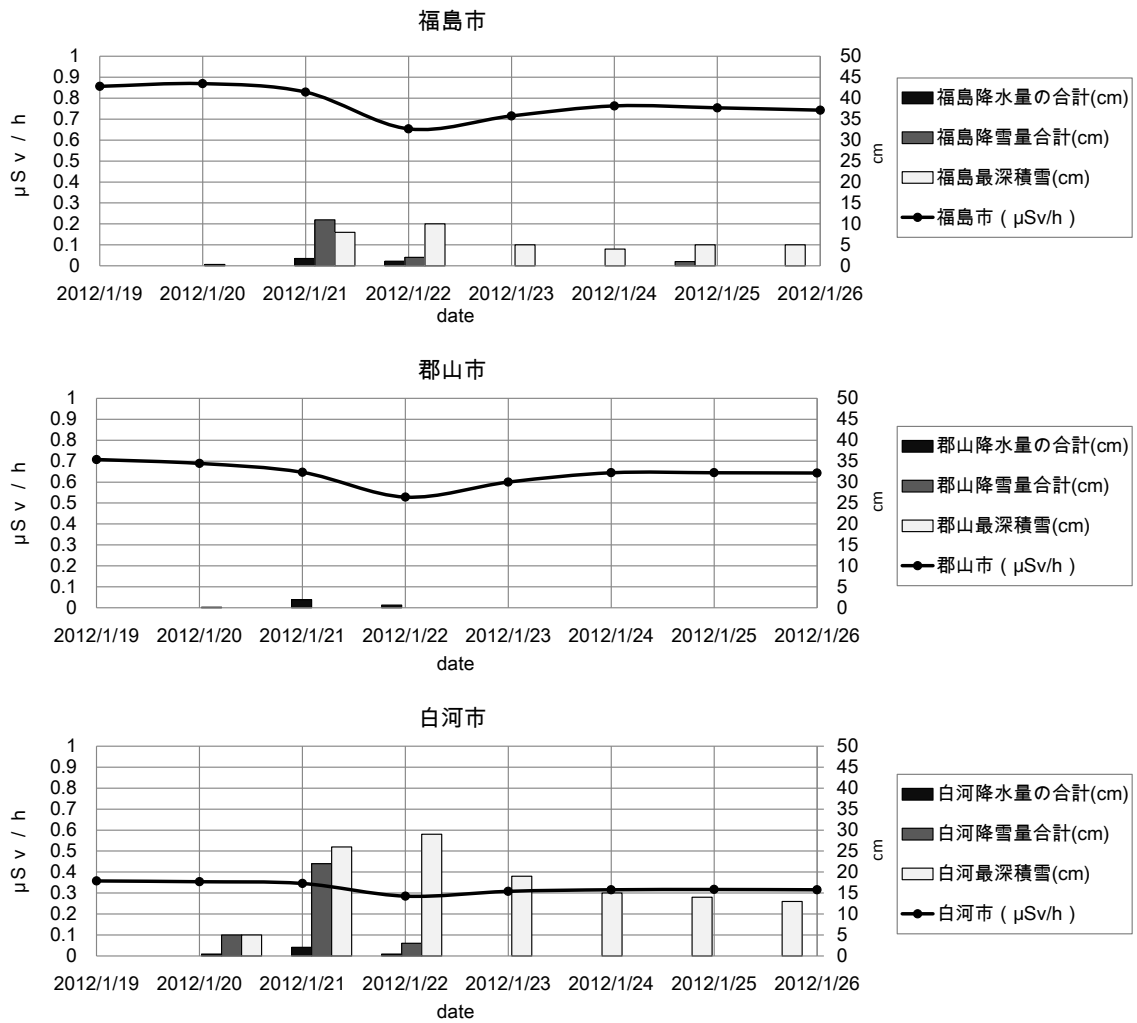 福島市
1
0.9
0.8
0.7
0.6
0.5
0.4
0.3
0.2
0.1
0
μSv / h
50
45
40
35
30
25
20
15
10
5
0
cm
2012/1/19 2012/1/20 2012/1/21 2012/1/22 2012/1/23 2012/1/24 2012/1/25 2012/1/26
date
福島降水量の合計(cm)
福島降雪量合計(cm)
福島最深積雪(cm)
福島市 ( μSv/h )
郡山市
1
0.9
0.8
0.7
0.6
0.5
0.4
0.3
0.2
0.1
0
μSv / h
50
45
40
35
30
25
20
15
10
5
0
cm
2012/1/19 2012/1/20 2012/1/21 2012/1/22 2012/1/23 2012/1/24 2012/1/25 2012/1/26
date
郡山降水量の合計(cm)
郡山降雪量合計(cm)
郡山最深積雪(cm)
郡山市 ( μSv/h )
白河市
1
0.9
0.8
0.7
0.6
0.5
0.4
0.3
0.2
0.1
0
μSv / h
50
45
40
35
30
25
20
15
10
5
0
cm
2012/1/19 2012/1/20 2012/1/21 2012/1/22 2012/1/23 2012/1/24 2012/1/25 2012/1/26
date
白河降水量の合計(cm)
白河降雪量合計(cm)
白河最深積雪(cm)
白河市 ( μSv/h )